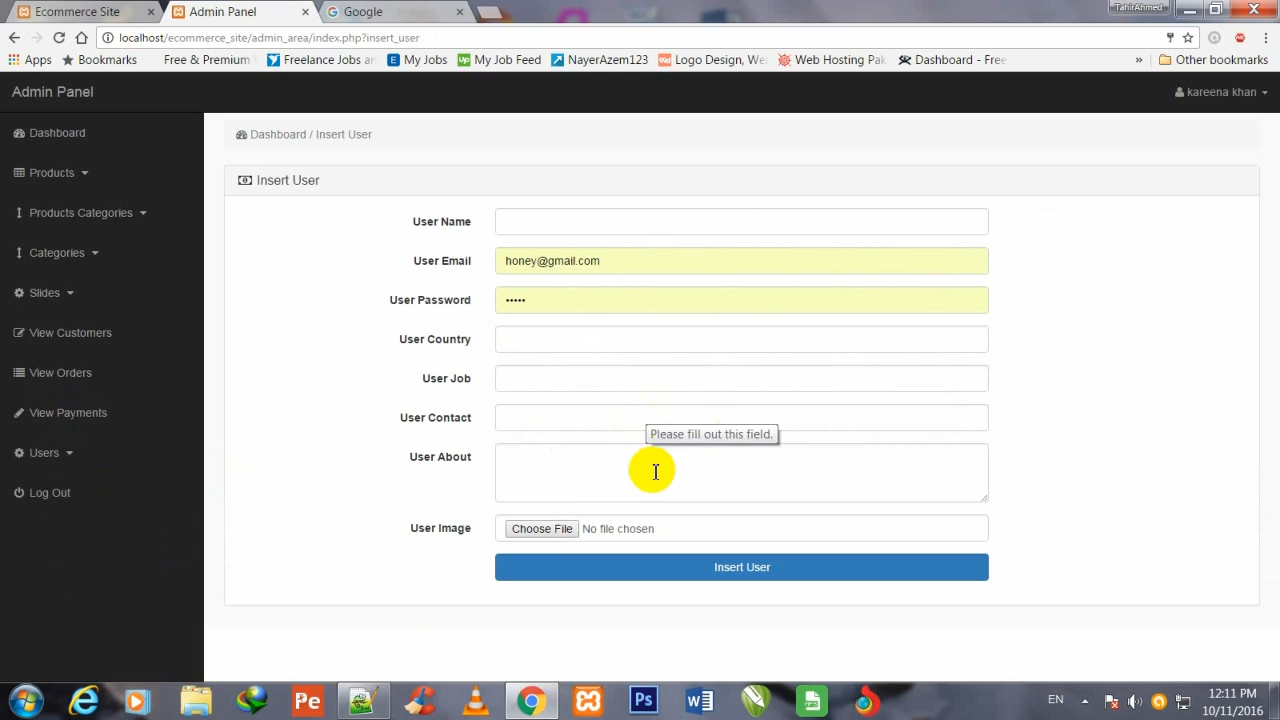 TahirAhmed
Ecommerce Site
Admin Panel
Google
localhost/ecommerce_site/admin_area/index.php?insert_user
Apps
Bookmarks
Free & Premium
Freelance Jobs an
My Jobs
My Job Feed
NayerAzem123
Logo Design, We
Web Hosting Pak
Dashboard - Free
»
Other bookmarks
Admin Panel
kareena khan
Dashboard
Products
Products Categories
Categories
Slides
View Customers
View Orders
View Payments
Users
Log Out
Dashboard / Insert User
Insert User
User Name
User Email
honey@gmail.com
User Password
•••••
User Country
User Job
User Contact
Please fill out this field.
User About
User Image
Choose File No file chosen
Insert User
Pe
Ps
EN
12:11 PM
10/11/2016